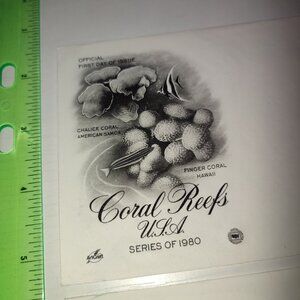 OFFICIAL
FIRST DAY OF ISSUE
CHALICE CORAL
AMERICAN SAMOA
FINGER CORAL
HAWAII
Coral Reefs
U.S.A.
SERIES OF 1980